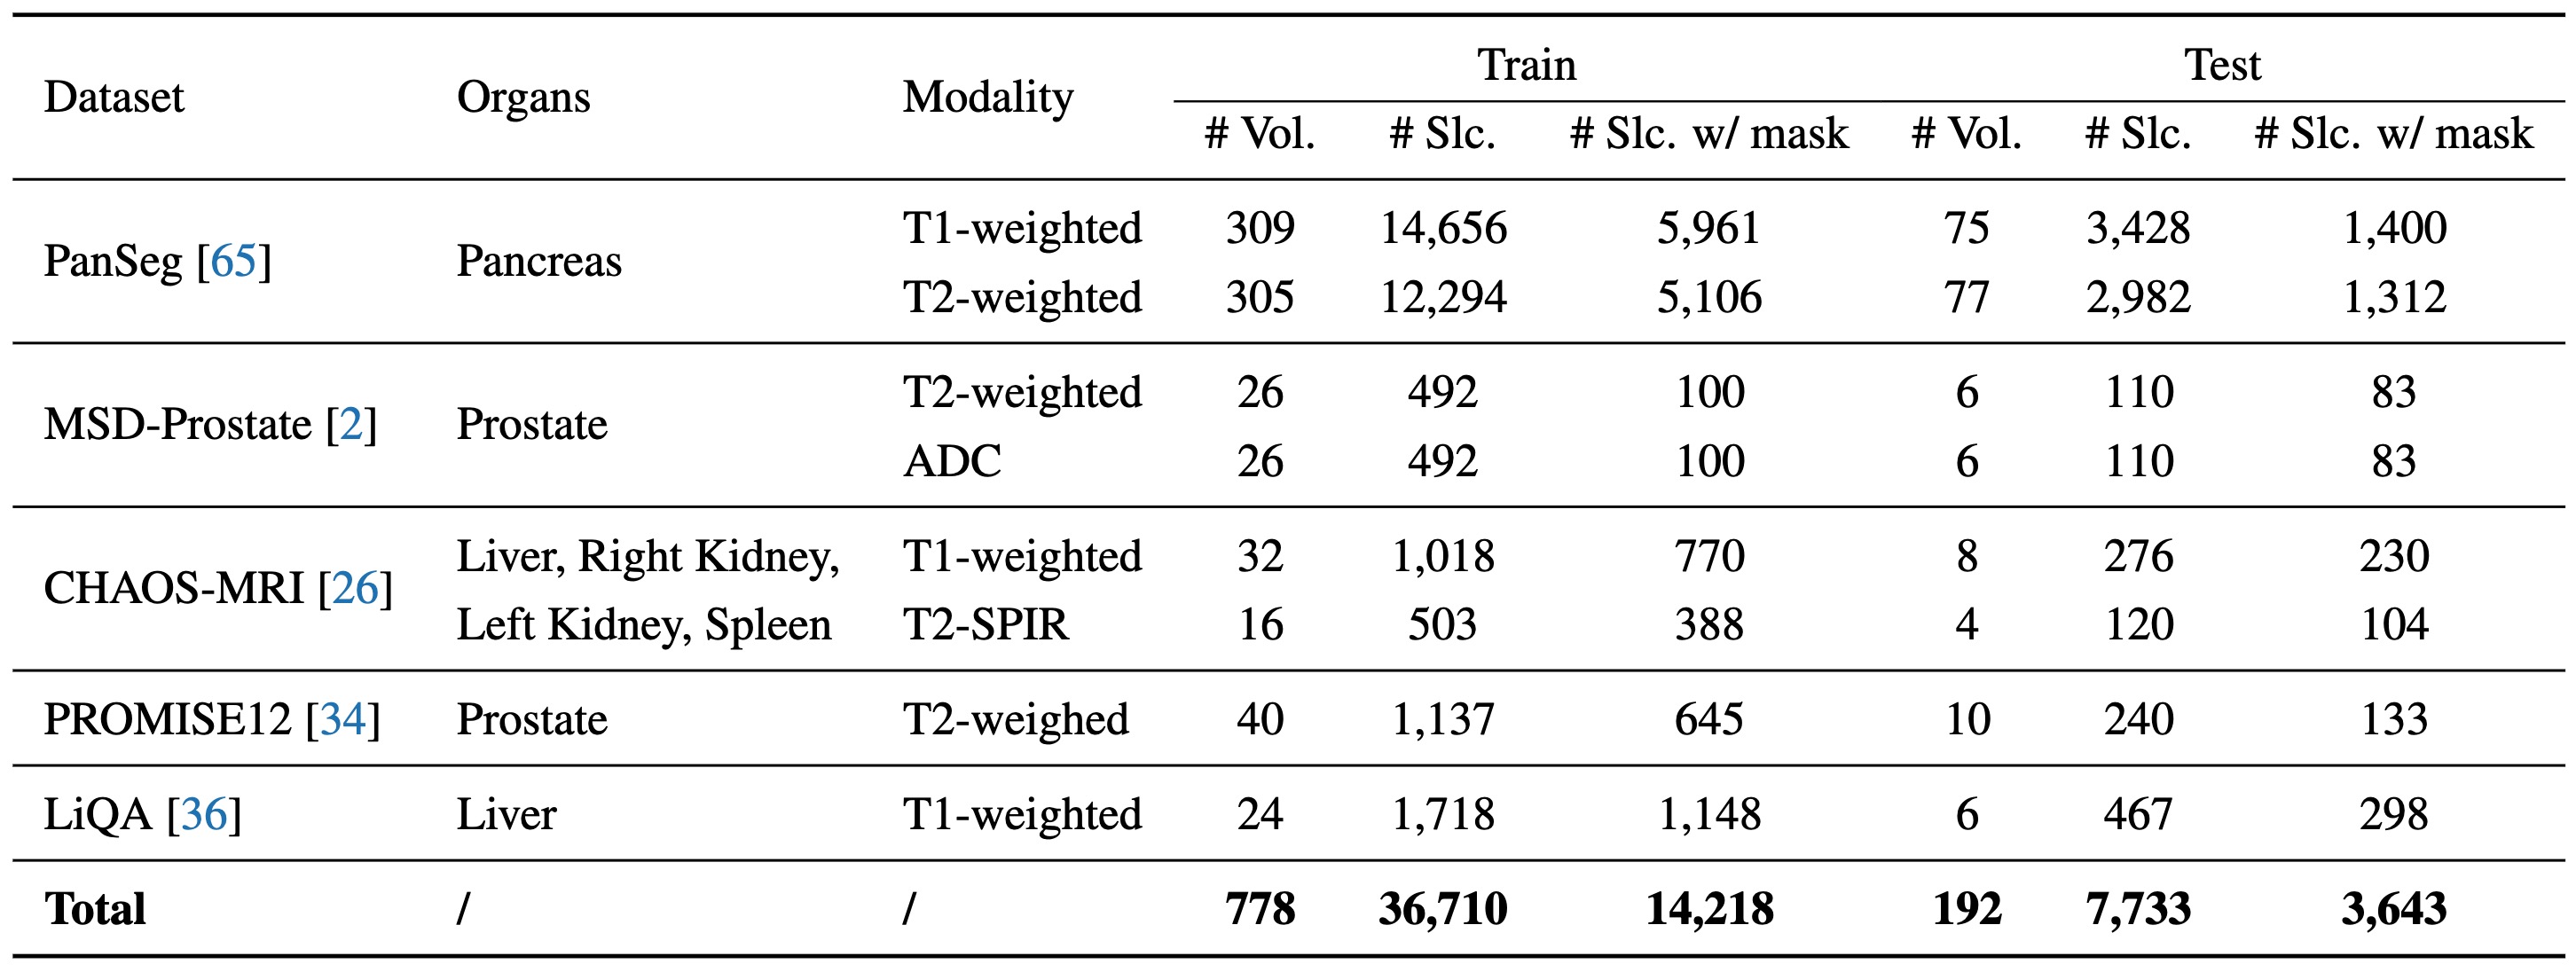 Dataset Organs Modality Train Test
# Vol. # Slc. # Slc. w/ mask # Vol. # Slc. # Slc. w/ mask
PanSeg [65] Pancreas T1-weighted 309 14,656 5,961 75 3,428 1,400
T2-weighted 305 12,294 5,106 77 2,982 1,312
MSD-Prostate [2] Prostate T2-weighted 26 492 100 6 110 83
ADC 26 492 100 6 110 83
CHAOS-MRI [26] Liver, Right Kidney, T1-weighted 32 1,018 770 8 276 230
Left Kidney, Spleen T2-SPIR 16 503 388 4 120 104
PROMISE12 [34] Prostate T2-weighed 40 1,137 645 10 240 133
LiQA [36] Liver T1-weighted 24 1,718 1,148 6 467 298
Total / / 778 36,710 14,218 192 7,733 3,643